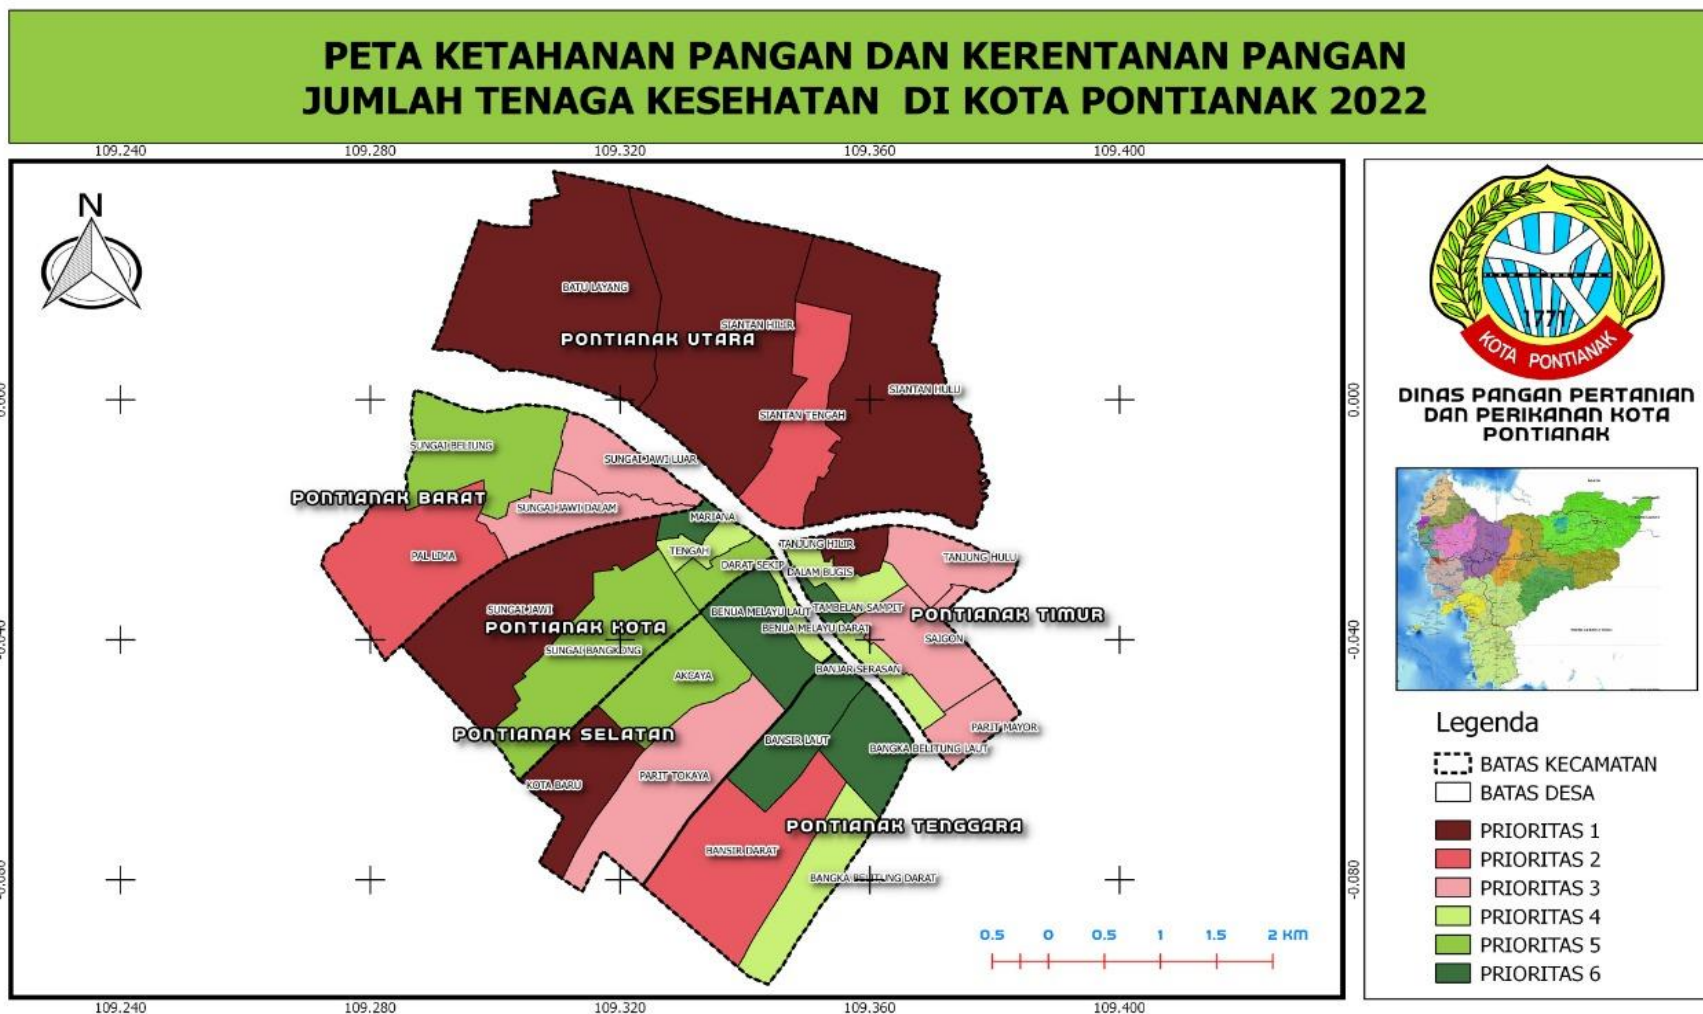 PETA KETAHANAN PANGAN DAN KERENTANAN PANGAN
JUMLAH TENAGA KESEHATAN DI KOTA PONTIANAK 2022
109.240 109.280 109.320 109.360 109.400
N
BATU LAYANG
SIANTAN HILIR
PONTIANAK UTARA
SIANTAN HULU
SIANTAN TENGAH
0.000
SUNGAI BELIUNG
SUNGAI JAWI LUAR
PONTIANAK BARAT
SUNGAI JAWI DALAM
MARIANA
PAL LIMA
TENGAH
TANJUNG HILIR
TANJUNG HULU
DARAT SEKIP
DALAM BUGIS
SUNGAI JAWI
BENUA MELAYU LAUT
TAMBELAN SAMPIT
PONTIANAK TIMUR
PONTIANAK KOTA
BENUA MELAYU DARAT
SAIGON
-0.040
SUNGAI BANGKONG
AKCAYA
BANJAR SERASAN
PARIT MAYOR
PONTIANAK SELATAN
BANSIR LAUT
BANGKA BELITUNG LAUT
PARIT TOKAYA
KOTA BARU
PONTIANAK TENGGARA
BANSIR DARAT
BANGKA BELITUNG DARAT
-0.080
0.5 0 0.5 1 1.5 2 KM
109.240 109.280 109.320 109.360 109.400
1771
KOTA PONTIANAK
DINAS PANGAN PERTANIAN
DAN PERIKANAN KOTA
PONTIANAK
Legenda
BATAS KECAMATAN
BATAS DESA
PRIORITAS 1
PRIORITAS 2
PRIORITAS 3
PRIORITAS 4
PRIORITAS 5
PRIORITAS 6